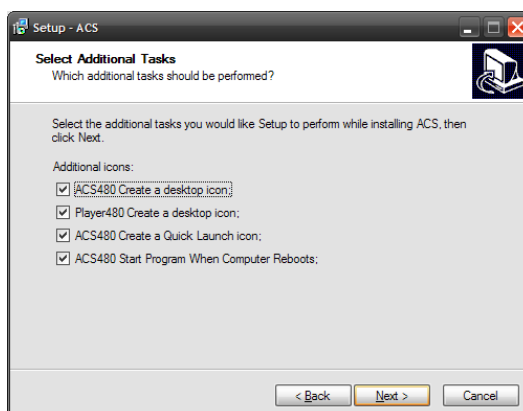 Setup - ACS
Select Additional Tasks
Which additional tasks should be performed?
Select the additional tasks you would like Setup to perform while installing ACS, then
click Next.
Additional icons:
ACS480 Create a desktop icon;
Player480 Create a desktop icon;
ACS480 Create a Quick Launch icon;
ACS480 Start Program When Computer Reboots;
< Back
Next >
Cancel